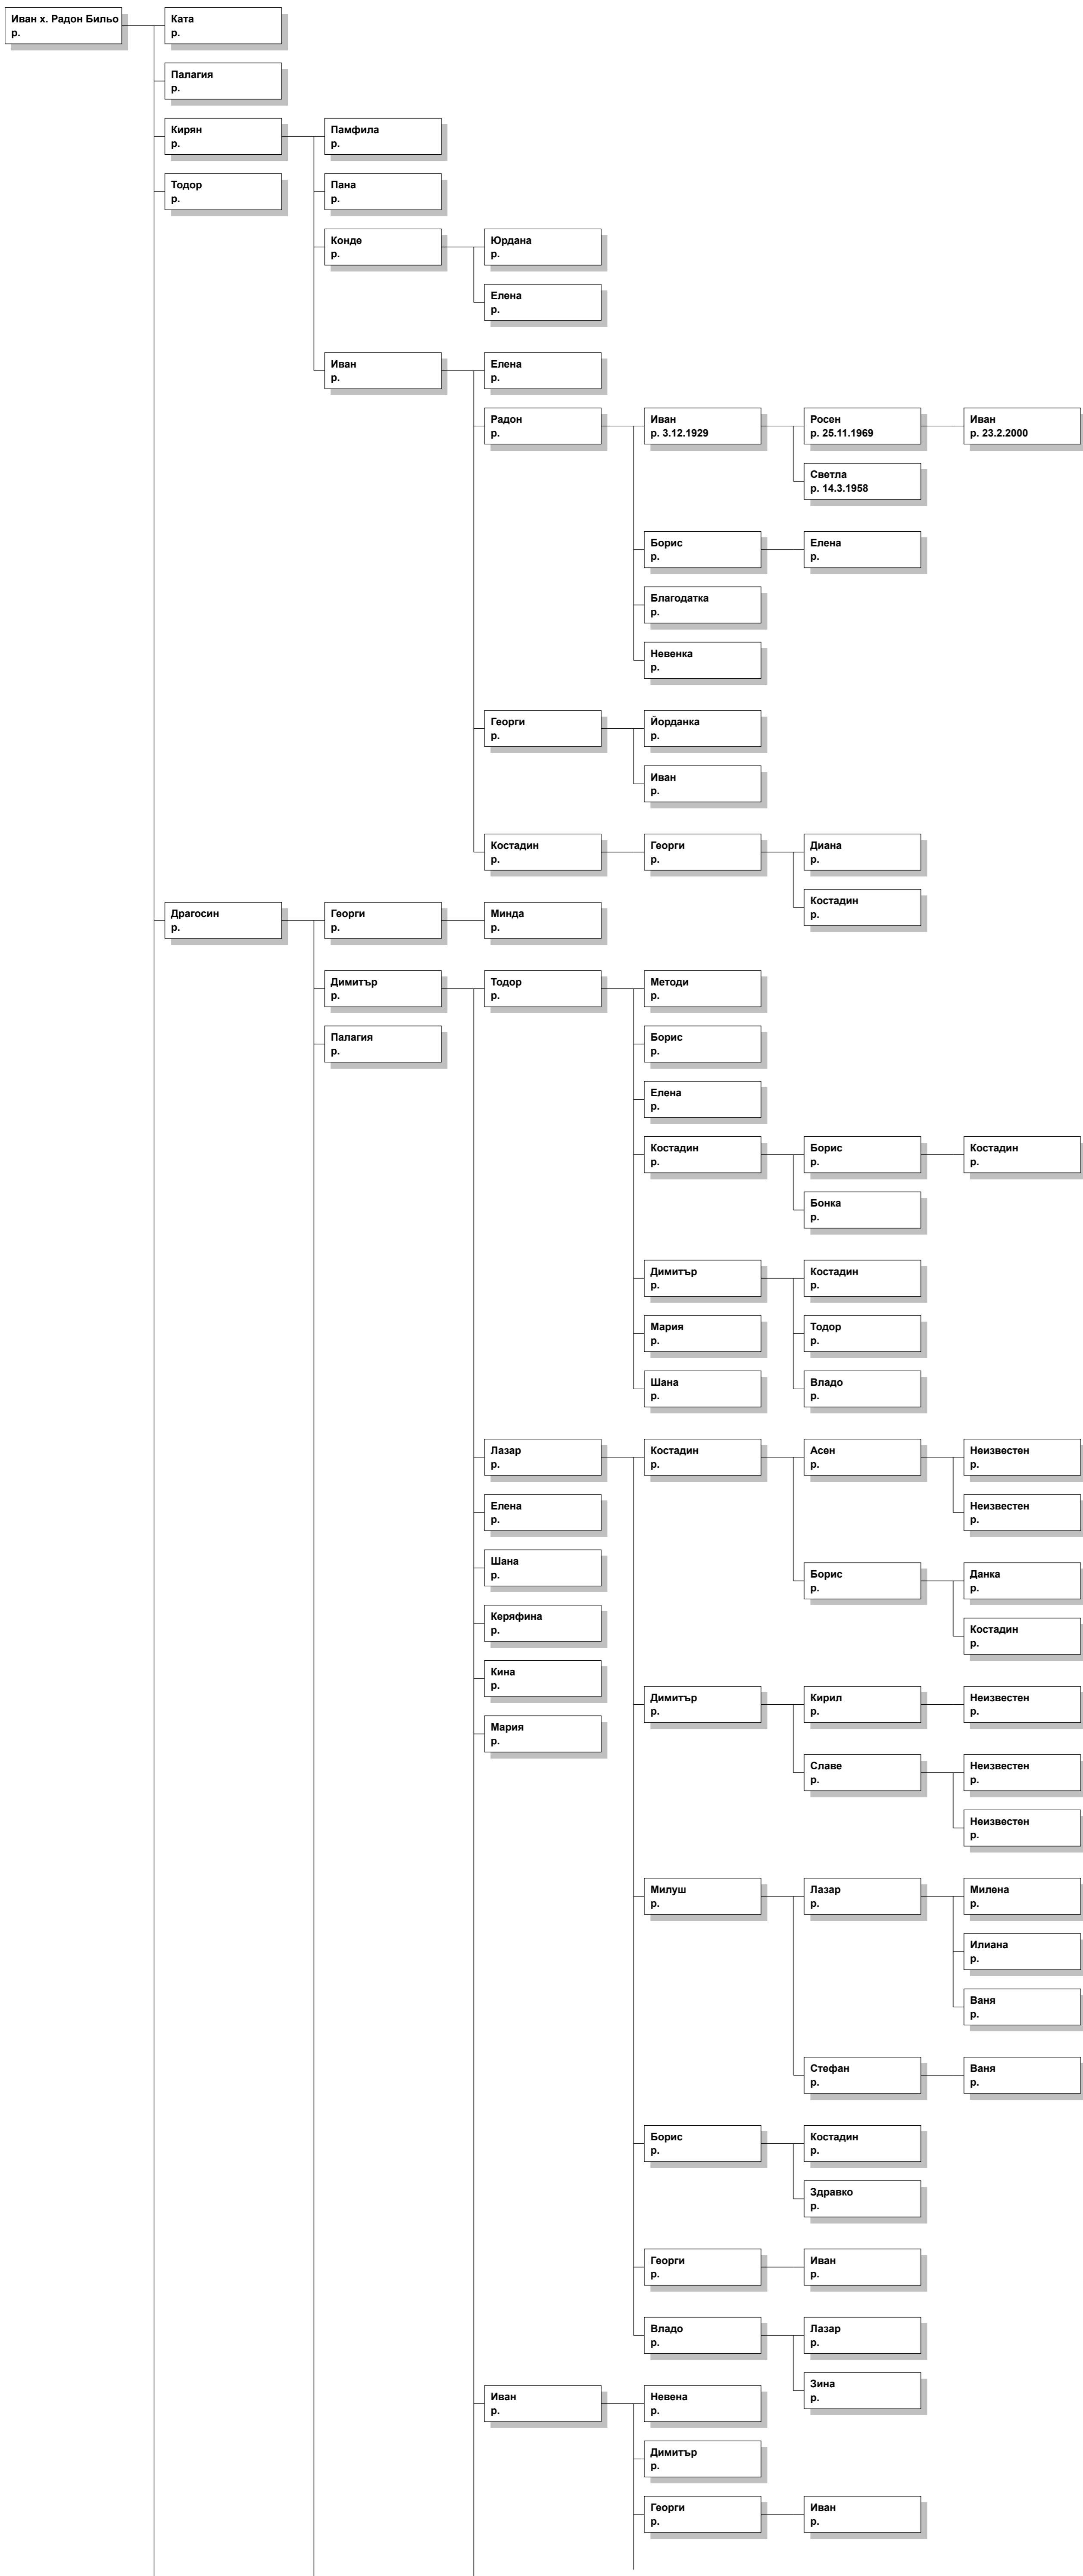 Иван х. Радон Бильо
р.
Ката
р.
Палагия
р.
Кирян
р.
Памфила
р.
Тодор
р.
Пана
р.
Конде
р.
Юрдана
р.
Елена
р.
Иван
р.
Елена
р.
Радон
р.
Иван
р. 3.12.1929
Росен
р. 25.11.1969
Иван
р. 23.2.2000
Светла
р. 14.3.1958
Борис
р.
Елена
р.
Благодатка
р.
Невенка
р.
Георги
р.
Йорданка
р.
Иван
р.
Костадин
р.
Георги
р.
Диана
р.
Костадин
р.
Драгосин
р.
Георги
р.
Минда
р.
Димитър
р.
Тодор
р.
Методи
р.
Палагия
р.
Борис
р.
Елена
р.
Костадин
р.
Борис
р.
Костадин
р.
Бонка
р.
Димитър
р.
Костадин
р.
Мария
р.
Тодор
р.
Шана
р.
Владо
р.
Лазар
р.
Костадин
р.
Асен
р.
Неизвестен
р.
Елена
р.
Неизвестен
р.
Шана
р.
Борис
р.
Данка
р.
Керяфина
р.
Костадин
р.
Кина
р.
Димитър
р.
Кирил
р.
Неизвестен
р.
Мария
р.
Славе
р.
Неизвестен
р.
Неизвестен
р.
Милуш
р.
Лазар
р.
Милена
р.
Илиана
р.
Ваня
р.
Стефан
р.
Ваня
р.
Борис
р.
Костадин
р.
Здравко
р.
Георги
р.
Иван
р.
Владо
р.
Лазар
р.
Зина
р.
Иван
р.
Невена
р.
Димитър
р.
Георги
р.
Иван
р.